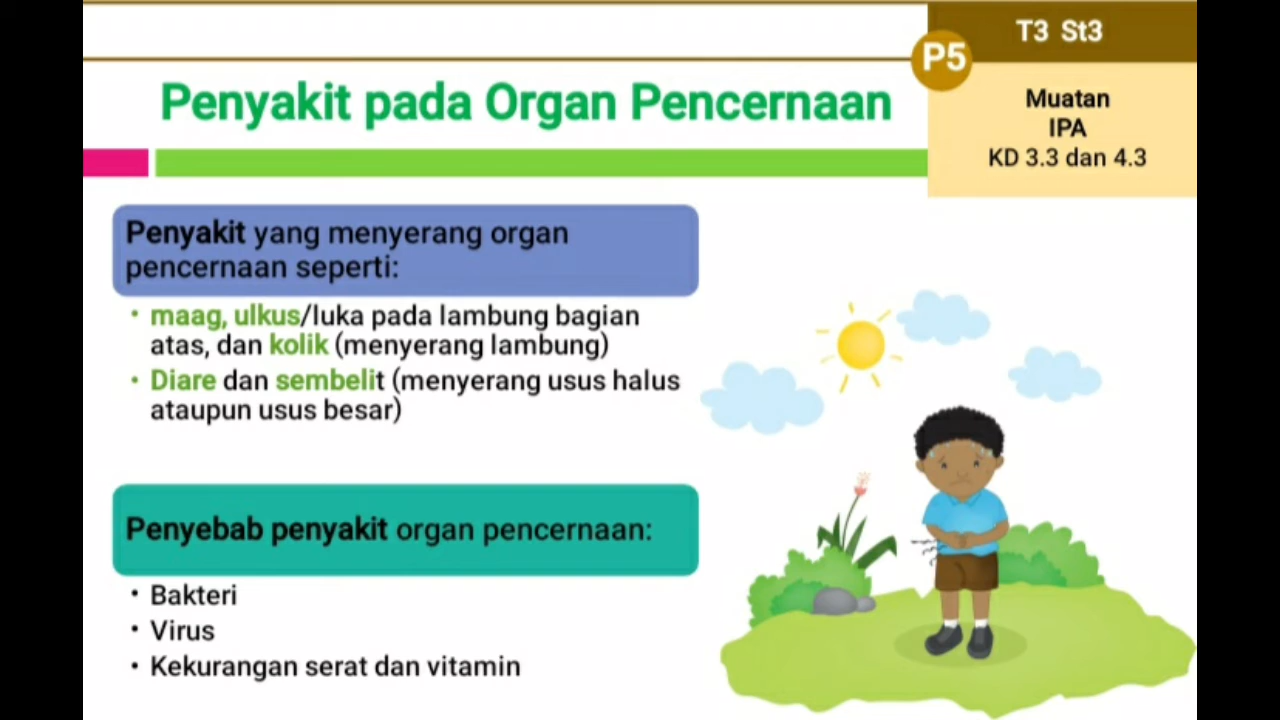 T3 St3
P5
Penyakit pada Organ Pencernaan
Muatan
IPA
KD 3.3 dan 4.3
Penyakit yang menyerang organ
pencernaan seperti:
• maag, ulkus/luka pada lambung bagian
atas, dan kolik (menyerang lambung)
• Diare dan sembelit (menyerang usus halus
ataupun usus besar)
Penyebab penyakit organ pencernaan:
• Bakteri
• Virus
• Kekurangan serat dan vitamin